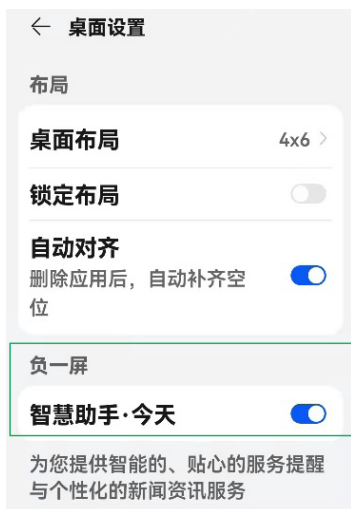 ← 桌面设置
布局
桌面布局 4x6 >
锁定布局
自动对齐
删除应用后，自动补齐空
位
负一屏
智慧助手·今天
为您提供智能的、贴心的服务提醒
与个性化的新闻资讯服务